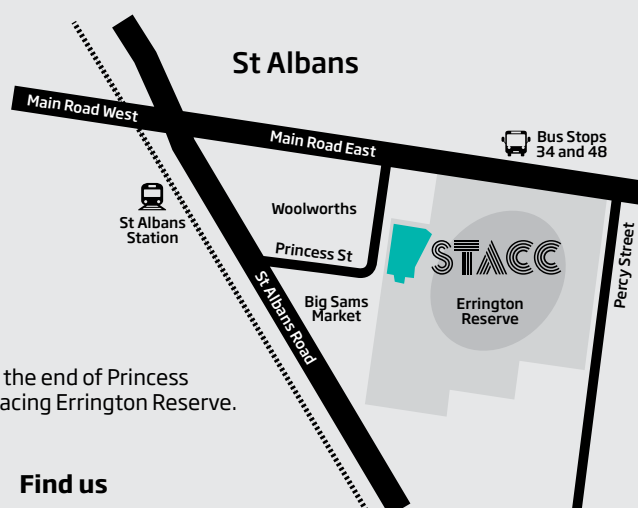 St Albans
Main Road West
Main Road East
Bus Stops
34 and 48
St Albans
Station
Woolworths
Princess St
STACC
Percy Street
Big Sams
Market
Errington
Reserve
St Albans Road
the end of Princess
acing Errington Reserve.
Find us